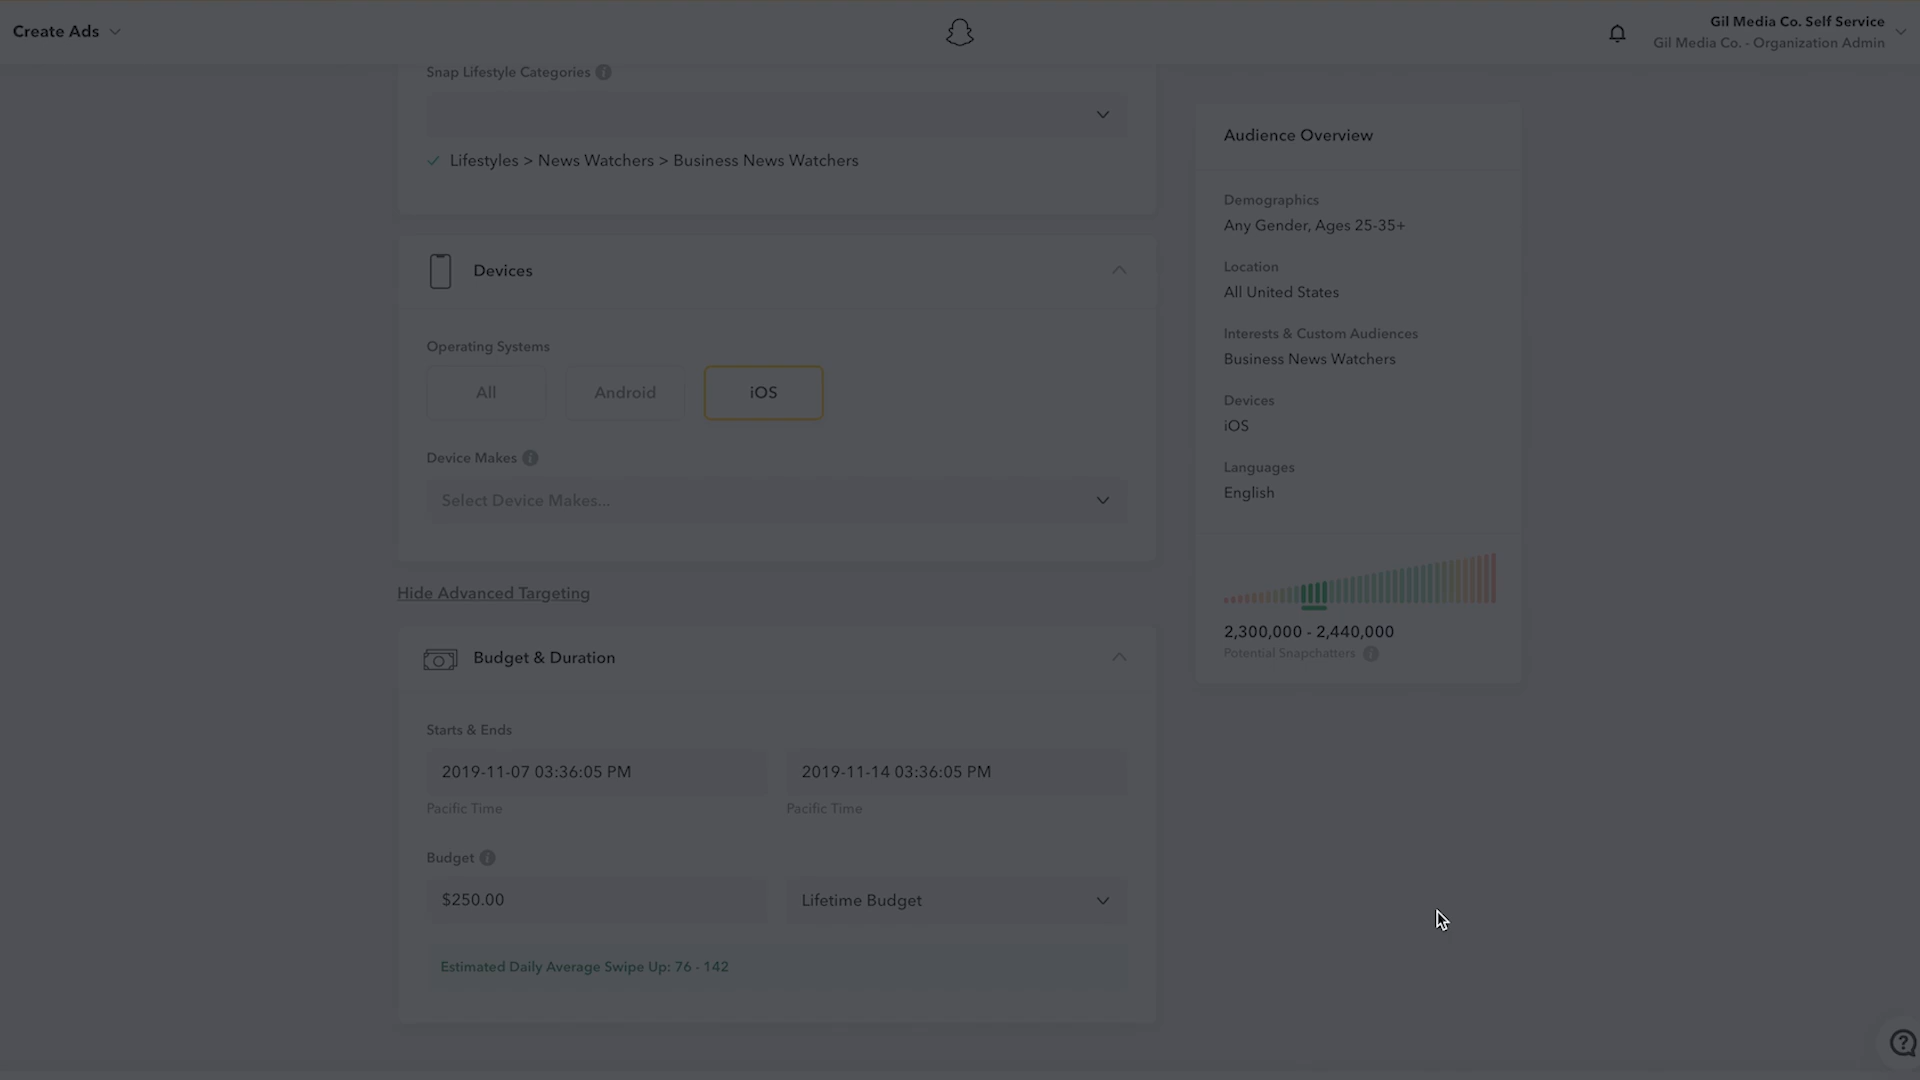 Create Ads
Gil Media Co. Self Service
Gil Media Co. - Organization Admin
Snap Lifestyle Categories
Lifestyles > News Watchers > Business News Watchers
Devices
Operating Systems
All
Android
iOS
Device Makes
Select Device Makes...
Hide Advanced Targeting
Budget & Duration
Starts & Ends
2019-11-07 03:36:05 PM
2019-11-14 03:36:05 PM
Pacific Time
Pacific Time
Budget
$250.00
Lifetime Budget
Estimated Daily Average Swipe Up: 76 - 142
Audience Overview
Demographics
Any Gender, Ages 25-35+
Location
All United States
Interests & Custom Audiences
Business News Watchers
Devices
iOS
Languages
English
2,300,000 - 2,440,000
Potential Snapchatters